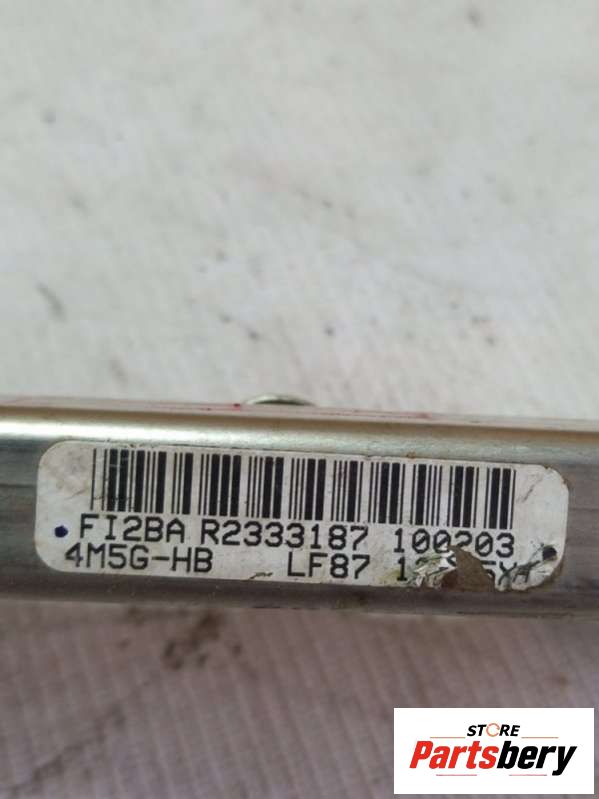 FI2BA R2333187 100203
4M5G-HB LF87
STORE
Partsbery